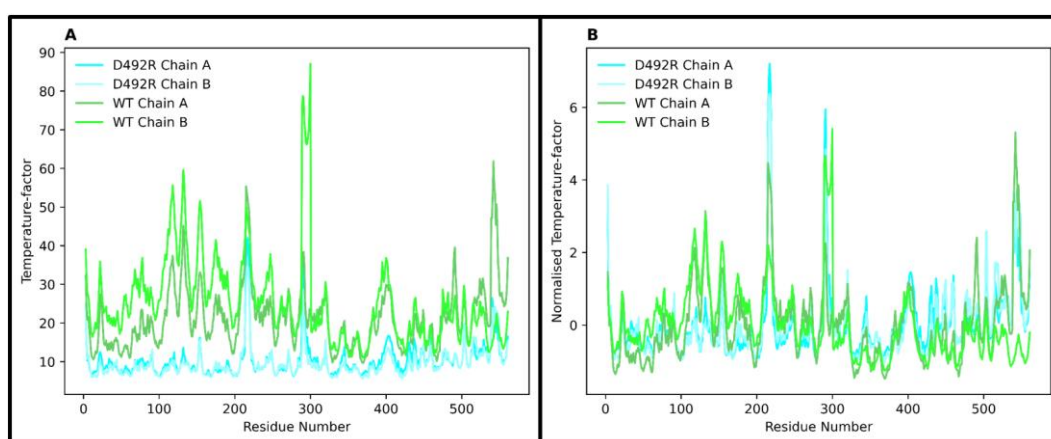 A
D492R Chain A
D492R Chain B
WT Chain A
WT Chain B
90
80
70
60
50
40
30
20
10
Temperature-factor
0 100 200 300 400 500
Residue Number
B
D492R Chain A
D492R Chain B
WT Chain A
WT Chain B
6
4
2
0
Normalised Temperature-factor
0 100 200 300 400 500
Residue Number